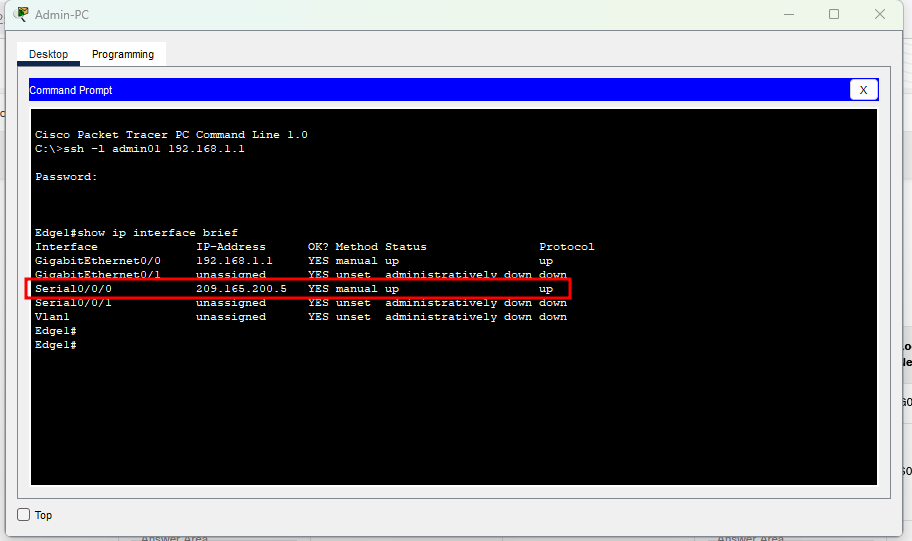 Admin-PC
Desktop Programming
Command Prompt X
Cisco Packet Tracer PC Command Line 1.0
C:\>ssh -l admin01 192.168.1.1
Password:
Edge1#show ip interface brief
Interface IP-Address OK? Method Status Protocol
GigabitEthernet0/0 192.168.1.1 YES manual up up
GigabitEthernet0/1 unassigned YES unset administratively down down
Serial0/0/0 209.165.200.5 YES manual up up
Serial0/0/1 unassigned YES unset administratively down down
Vlan1 unassigned YES unset administratively down down
Edge1#
Edge1#
Top
Answer Area Answer Area